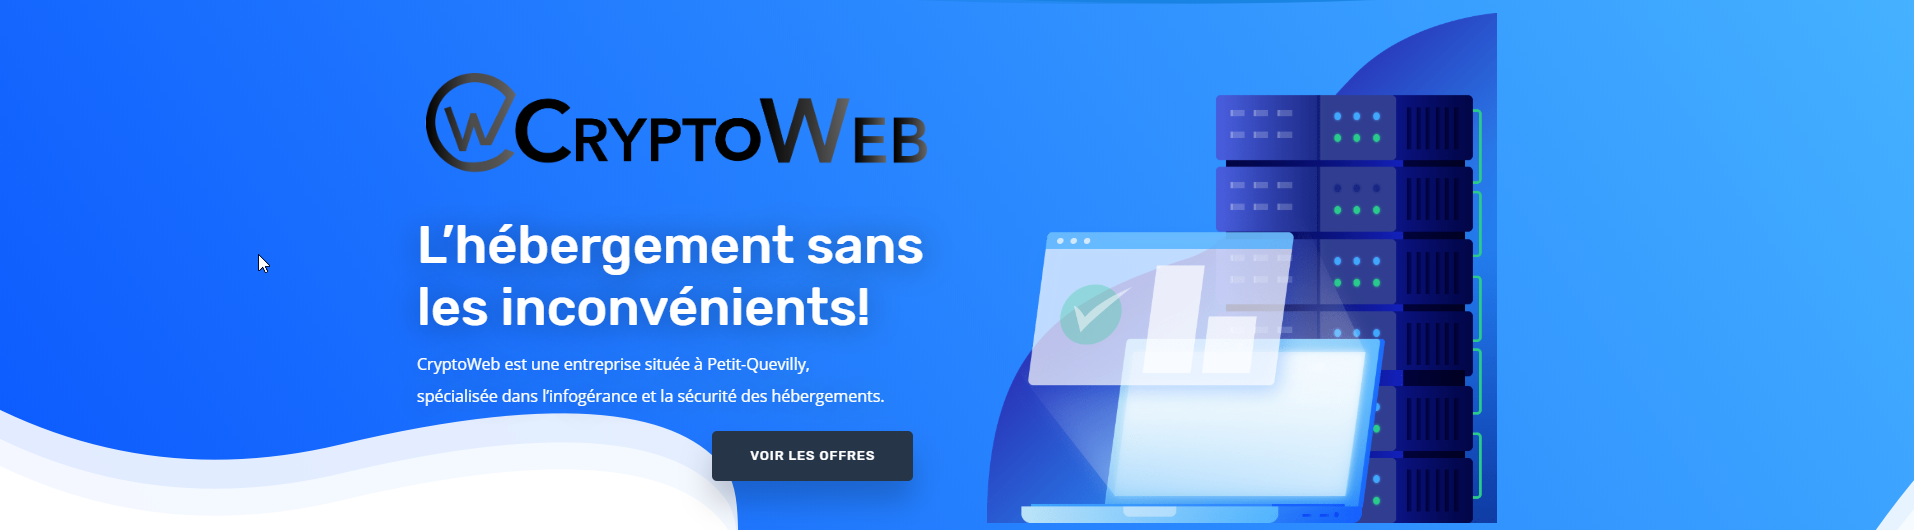 CRYPTOWEB
L’hébergement sans
les inconvénients!
CryptoWeb est une entreprise située à Petit-Quevilly,
spécialisée dans l’infogérance et la sécurité des hébergements.
VOIR LES OFFRES